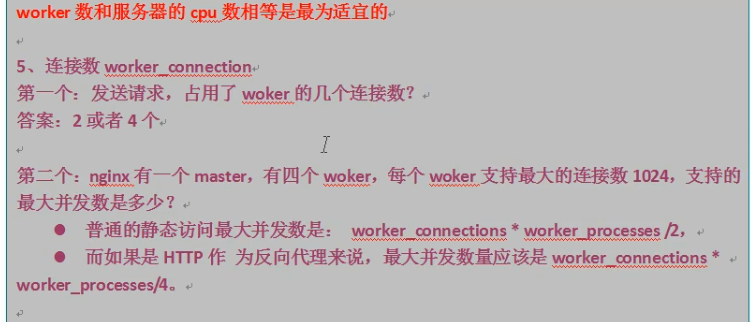 worker 数和服务器的 cpu 数相等是最为适宜的
5、连接数 worker_connection
第一个：发送请求，占用了 woker 的几个连接数？
答案：2 或者 4 个
第二个：nginx 有一个 master，有四个 woker，每个 woker 支持最大的连接数 1024，支持的
最大并发数是多少？
● 普通的静态访问最大并发数是： worker_connections * worker_processes /2，
● 而如果是 HTTP 作 为反向代理来说，最大并发数量应该是 worker_connections *
worker_processes/4。